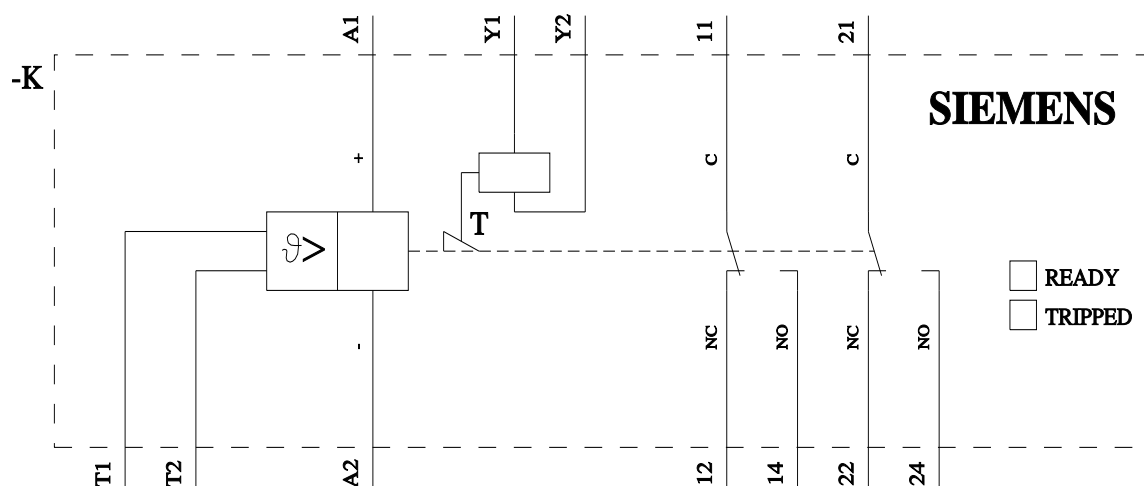 A1
Y1
Y2
11
21
-K
SIEMENS
+
C
C
T
ϑ>
READY
TRIPPED
-
NC
NO
NC
NO
T1
T2
A2
12
14
22
24